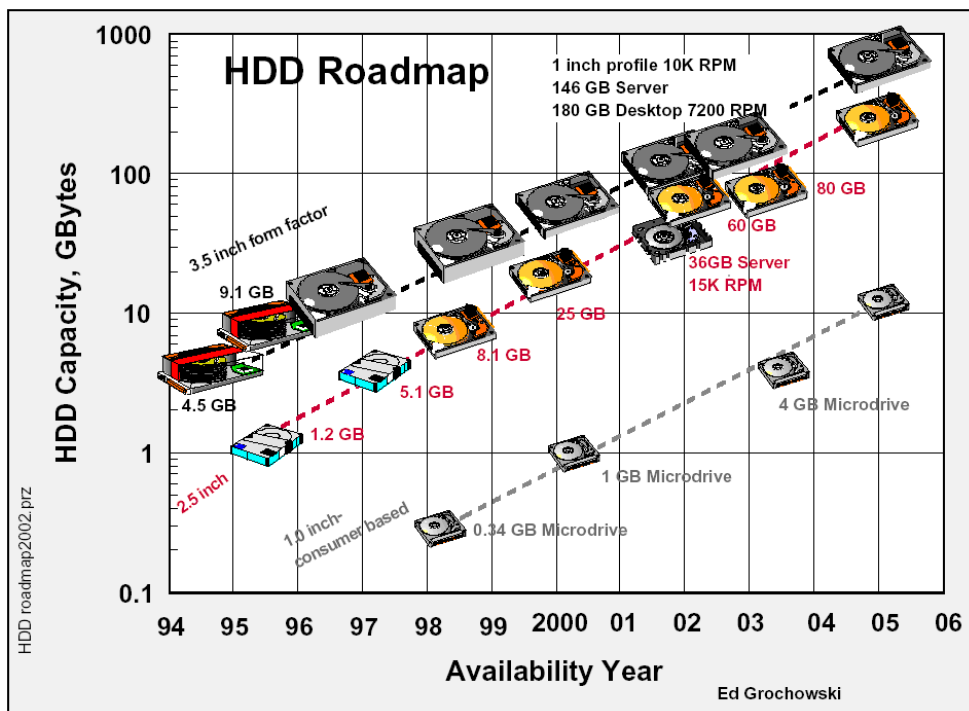 HDD Roadmap
1 inch profile 10K RPM
146 GB Server
180 GB Desktop 7200 RPM
HDD Capacity, GBytes
1000
100
10
1
0.1
3.5 inch form factor
9.1 GB
4.5 GB
80 GB
60 GB
36GB Server
15K RPM
25 GB
8.1 GB
5.1 GB
1.2 GB
2.5 inch
4 GB Microdrive
1 GB Microdrive
0.34 GB Microdrive
1.0 inch-
consumer based
94 95 96 97 98 99 2000 01 02 03 04 05 06
Availability Year
Ed Grochowski
HDD roadmap2002.prz